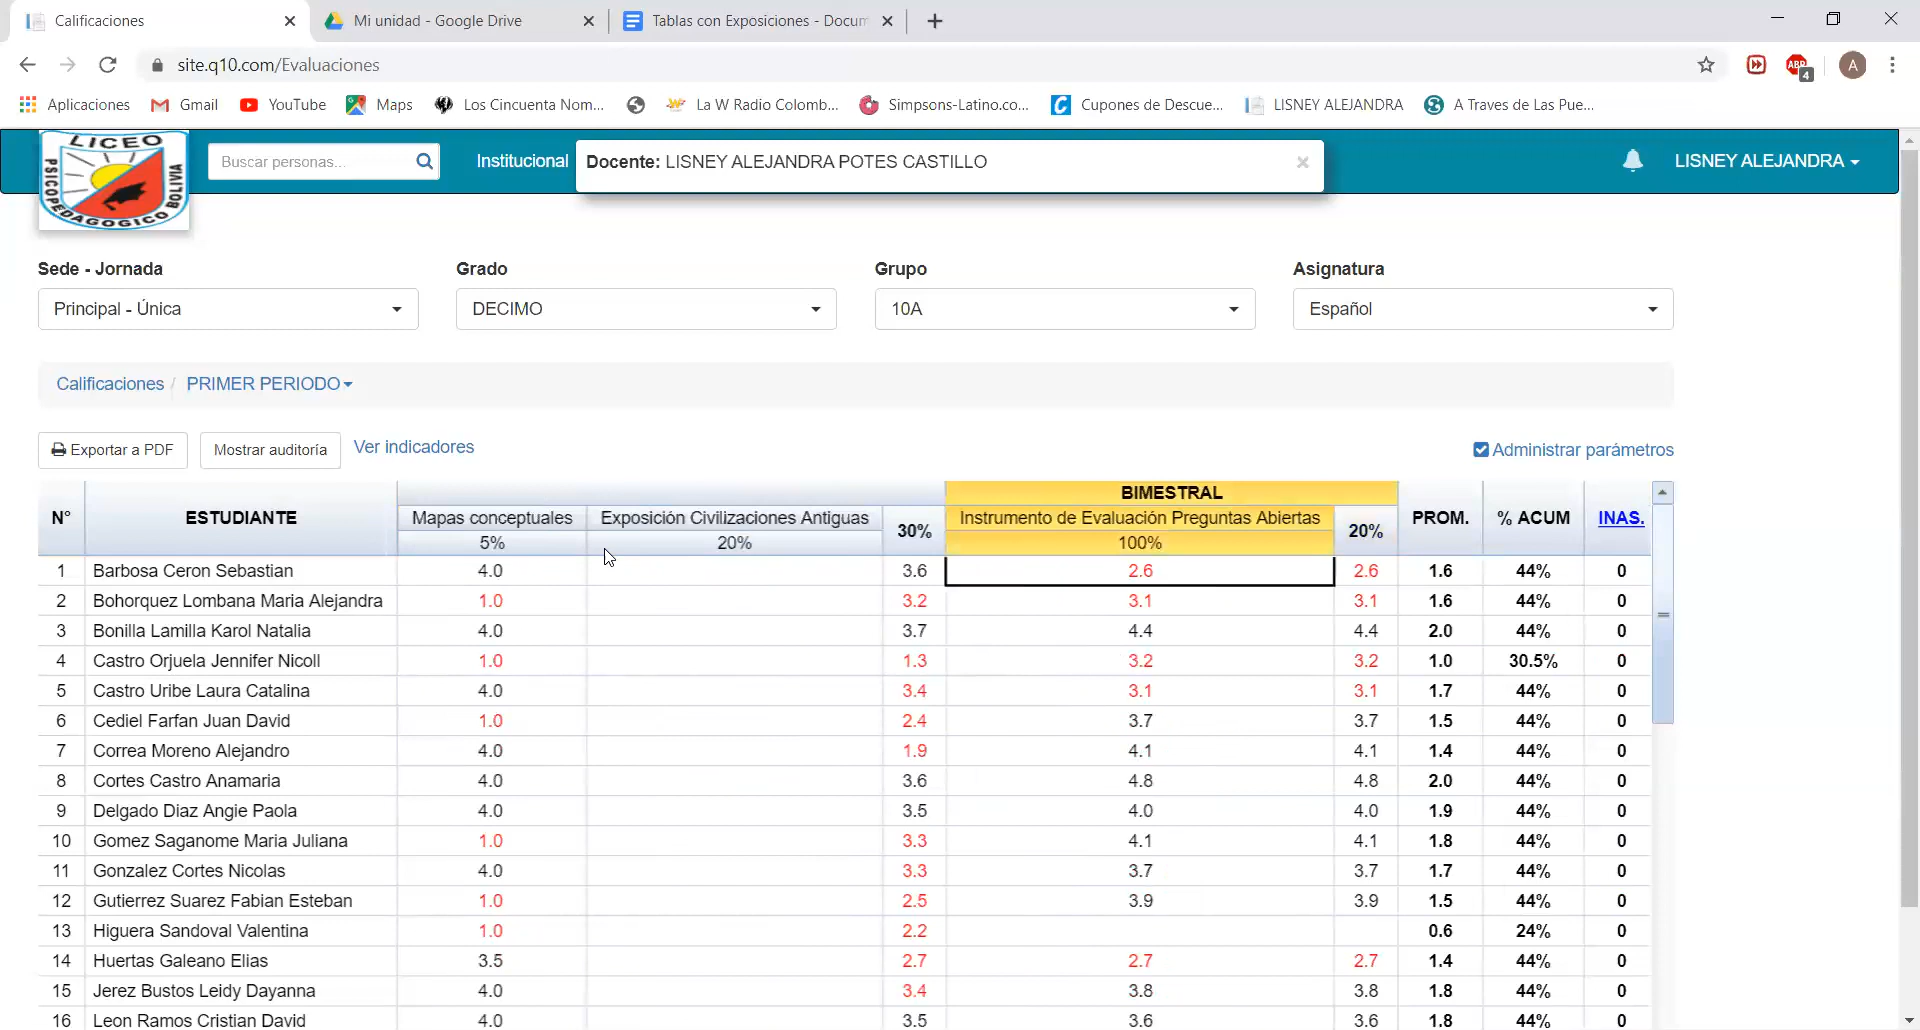 Calificaciones
Mi unidad - Google Drive
Tablas con Exposiciones - Docum
site.q10.com/Evaluaciones
ABP 4
A
Aplicaciones Gmail YouTube Maps Los Cincuenta Nom... La W Radio Colomb... Simpsons-Latino.co... Cupones de Descue... LISNEY ALEJANDRA A Traves de Las Pue...
LICEO
PSICOPEDAGOGICO BOLIVIA
Buscar personas...
Institucional
Docente: LISNEY ALEJANDRA POTES CASTILLO
×
LISNEY ALEJANDRA
Sede - Jornada Grado Grupo Asignatura
Principal - Única DECIMO 10A Español
Calificaciones / PRIMER PERIODO
Exportar a PDF Mostrar auditoría Ver indicadores Administrar parámetros
BIMESTRAL
N° ESTUDIANTE Mapas conceptuales Exposición Civilizaciones Antiguas 30% Instrumento de Evaluación Preguntas Abiertas 20% PROM. % ACUM INAS.
5% 20% 100%
1 Barbosa Ceron Sebastian 4.0 3.6 2.6 2.6 1.6 44% 0
2 Bohorquez Lombana Maria Alejandra 1.0 3.2 3.1 3.1 1.6 44% 0
3 Bonilla Lamilla Karol Natalia 4.0 3.7 4.4 4.4 2.0 44% 0
4 Castro Orjuela Jennifer Nicoll 1.0 1.3 3.2 3.2 1.0 30.5% 0
5 Castro Uribe Laura Catalina 4.0 3.4 3.1 3.1 1.7 44% 0
6 Cediel Farfan Juan David 1.0 2.4 3.7 3.7 1.5 44% 0
7 Correa Moreno Alejandro 4.0 1.9 4.1 4.1 1.4 44% 0
8 Cortes Castro Anamaria 4.0 3.6 4.8 4.8 2.0 44% 0
9 Delgado Diaz Angie Paola 4.0 3.5 4.0 4.0 1.9 44% 0
10 Gomez Saganome Maria Juliana 1.0 3.3 4.1 4.1 1.8 44% 0
11 Gonzalez Cortes Nicolas 4.0 3.3 3.7 3.7 1.7 44% 0
12 Gutierrez Suarez Fabian Esteban 1.0 2.5 3.9 3.9 1.5 44% 0
13 Higuera Sandoval Valentina 1.0 2.2 0.6 24% 0
14 Huertas Galeano Elias 3.5 2.7 2.7 2.7 1.4 44% 0
15 Jerez Bustos Leidy Dayanna 4.0 3.4 3.8 3.8 1.8 44% 0
16 Leon Ramos Cristian David 4.0 3.5 3.6 3.6 1.8 44% 0